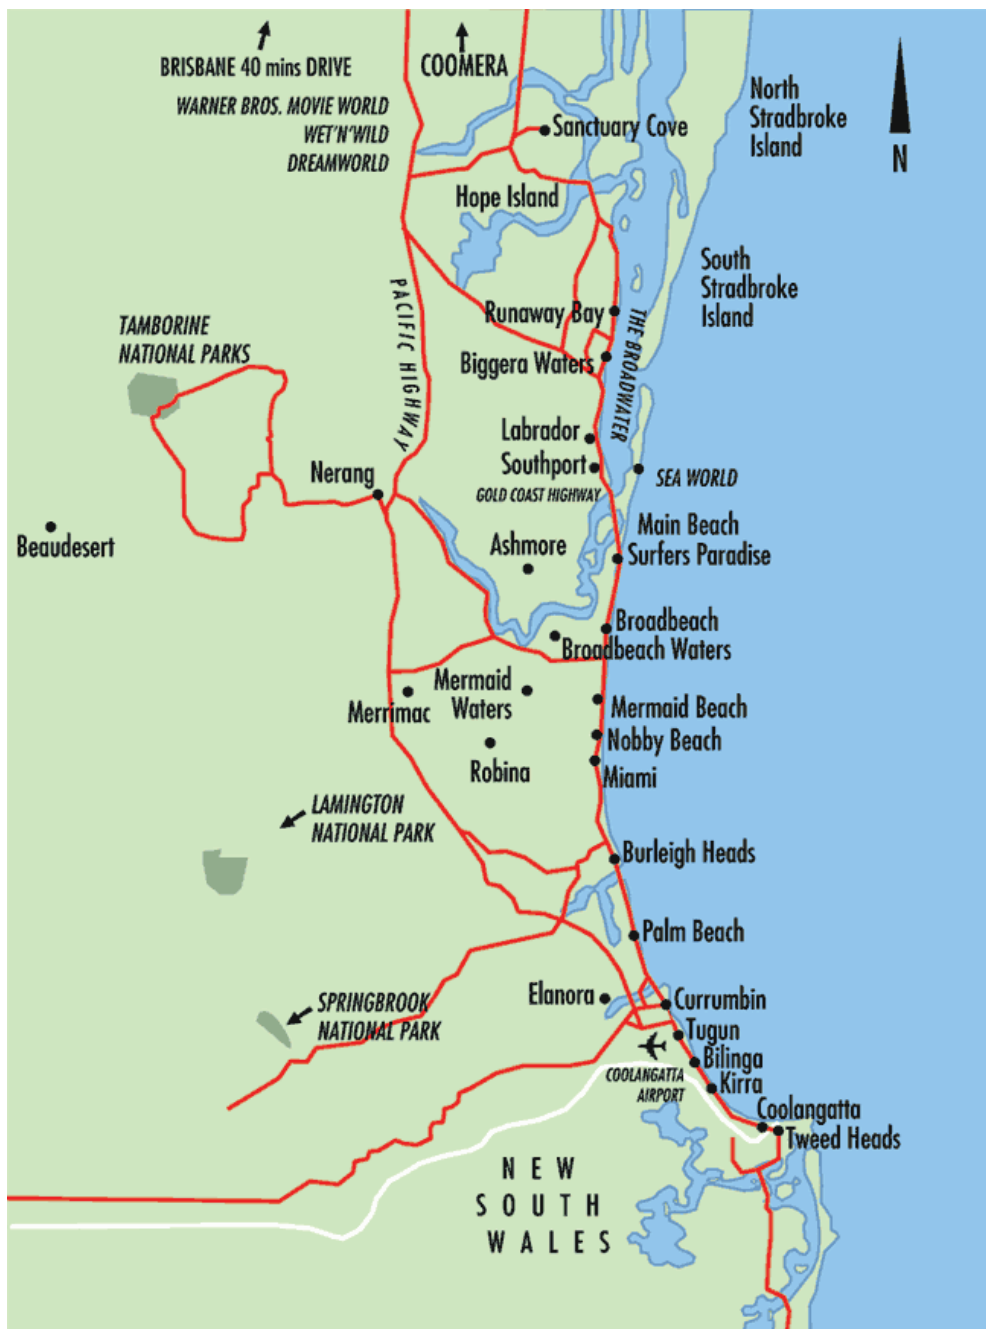 BRISBANE 40 mins DRIVE
COOMERA
WARNER BROS. MOVIE WORLD
WET'N'WILD
DREAMWORLD
North
Stradbroke
Island
N
Sanctuary Cove
Hope Island
South
Stradbroke
Island
PACIFIC HIGHWAY
Runaway Bay
THE BROADWATER
TAMBORINE
NATIONAL PARKS
Biggera Waters
Labrador
Southport
SEA WORLD
Nerang
GOLD COAST HIGHWAY
Main Beach
Beaudesert
Ashmore
Surfers Paradise
Broadbeach
Broadbeach Waters
Mermaid
Waters
Merrimac
Mermaid Beach
Nobby Beach
Robina
Miami
LAMINGTON
NATIONAL PARK
Burleigh Heads
Palm Beach
Elanora
Currumbin
SPRINGBROOK
NATIONAL PARK
Tugun
Bilinga
COOLANGATTA
AIRPORT
Kirra
Coolangatta
Tweed Heads
NEW
SOUTH
WALES